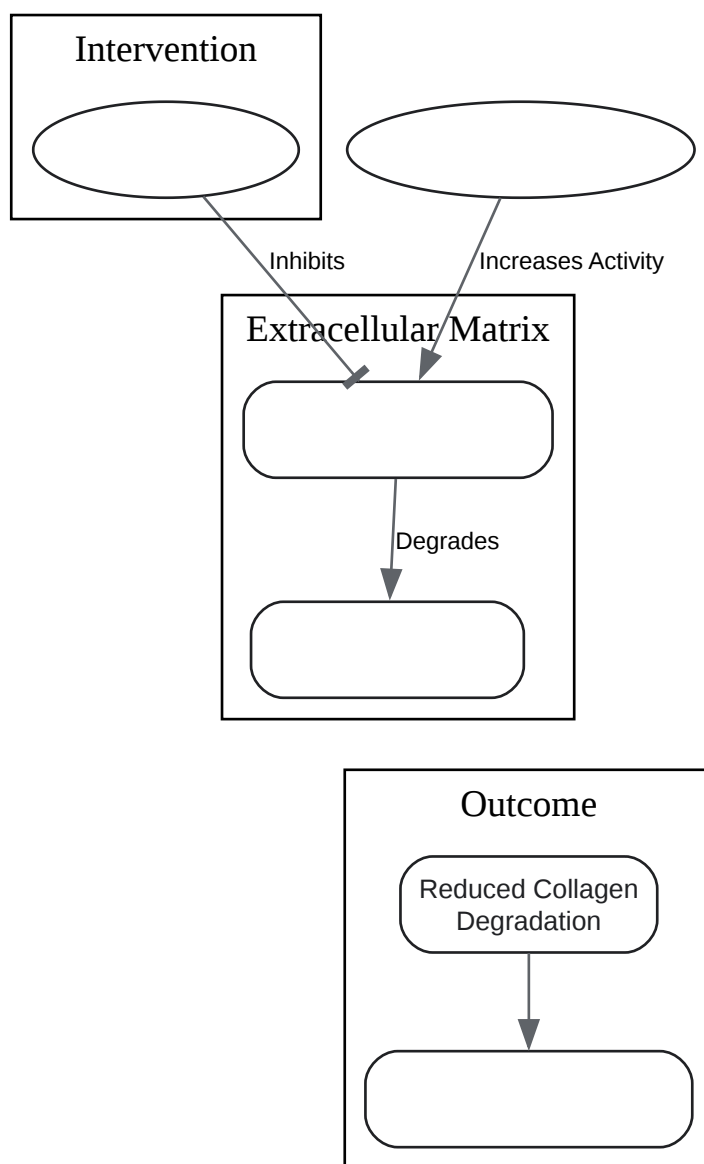 Intervention
Inhibits
Increases Activity
Extracellular Matrix
Degrades
Outcome
Reduced Collagen
Degradation